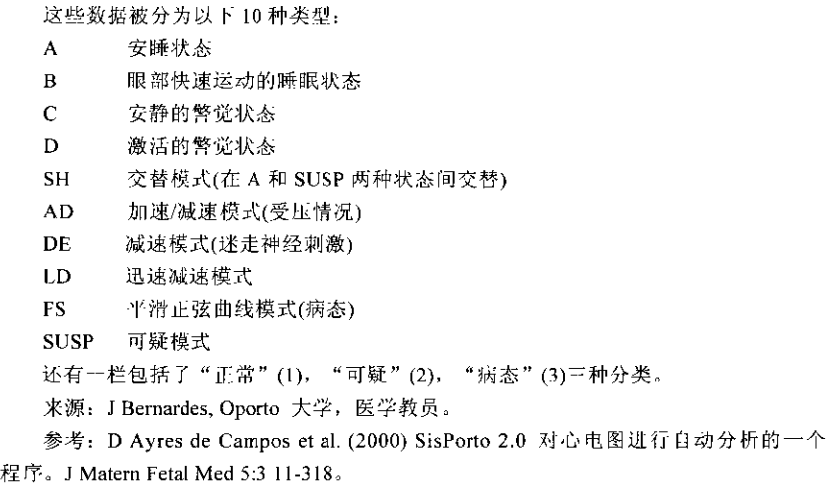 这些数据被分为以下 10 种类型：
A 安睡状态
B 眼部快速运动的睡眠状态
C 安静的警觉状态
D 激活的警觉状态
SH 交替模式(在 A 和 SUSP 两种状态间交替)
AD 加速/减速模式(受压情况)
DE 减速模式(迷走神经刺激)
LD 迅速减速模式
FS 平滑正弦曲线模式(病态)
SUSP 可疑模式
还有一栏包括了“正常”(1)，“可疑”(2)，“病态”(3)三种分类。
来源：J Bernardes, Oporto 大学，医学教员。
参考：D Ayres de Campos et al. (2000) SisPorto 2.0 对心电图进行自动分析的一个
程序。J Matern Fetal Med 5:3 11-318。